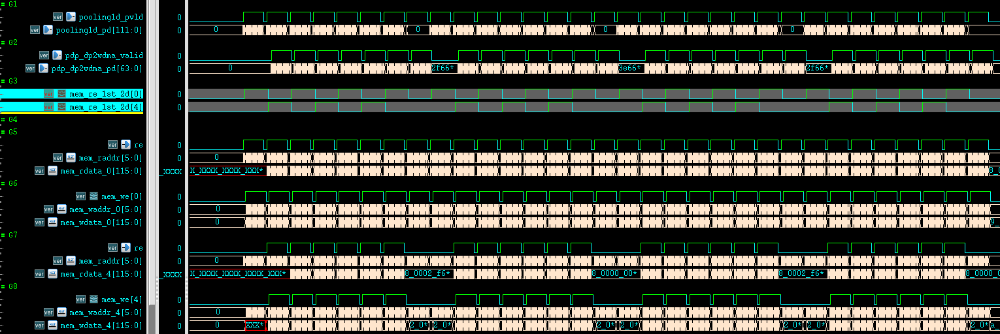 G1
ver pooling1d_pvld 0
ver pooling1d_pd[111:0] 0 0 0 0 0
G2
ver pdp_dp2wdma_valid 0
ver pdp_dp2wdma_pd[63:0] 0 0 2f66* 3e66* 2f66*
G3
ver mem_re_1st_2d[0] 0
ver mem_re_1st_2d[4] 0
G4
G5
ver re 0
ver mem_raddr[5:0] 0 0
ver mem_rdata_0[115:0] _XXXX X_XXXX_XXXX_XXX* 8_0
G6
ver mem_we[0] 0
ver mem_waddr_0[5:0] 0 0
ver mem_wdata_0[115:0] 0 0 9_
G7
ver re 0
ver mem_raddr[5:0] 0 0
ver mem_rdata_4[115:0] _XXXX X_XXXX_XXXX_XXXX_XXX* 8_0002_f6* 8_0000_00* 8_0002_f6* 8_0000_0
G8
ver mem_we[4] 0
ver mem_waddr_4[5:0] 0 0
ver mem_wdata_4[115:0] 0 0 XXX* 2_0* 2_0* 2_0* 2_0* 2_0* 2_0* 2_0* a_